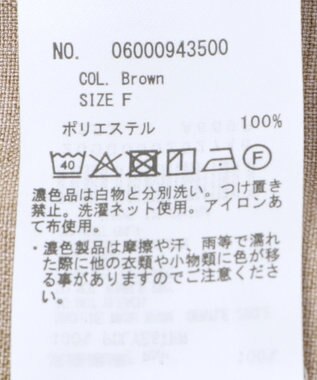 NO. 06000943500
COL. Brown
SIZE F
ポリエステル 100%
40 F
濃色品は白物と分別洗い。つけ置き
禁止。洗濯ネット使用。アイロンあ
て布使用。
・濃色製品は摩擦や汗、雨等で濡れ
た際に他の衣類や小物類に色が移
る事がありますのでご注意くださ
い。